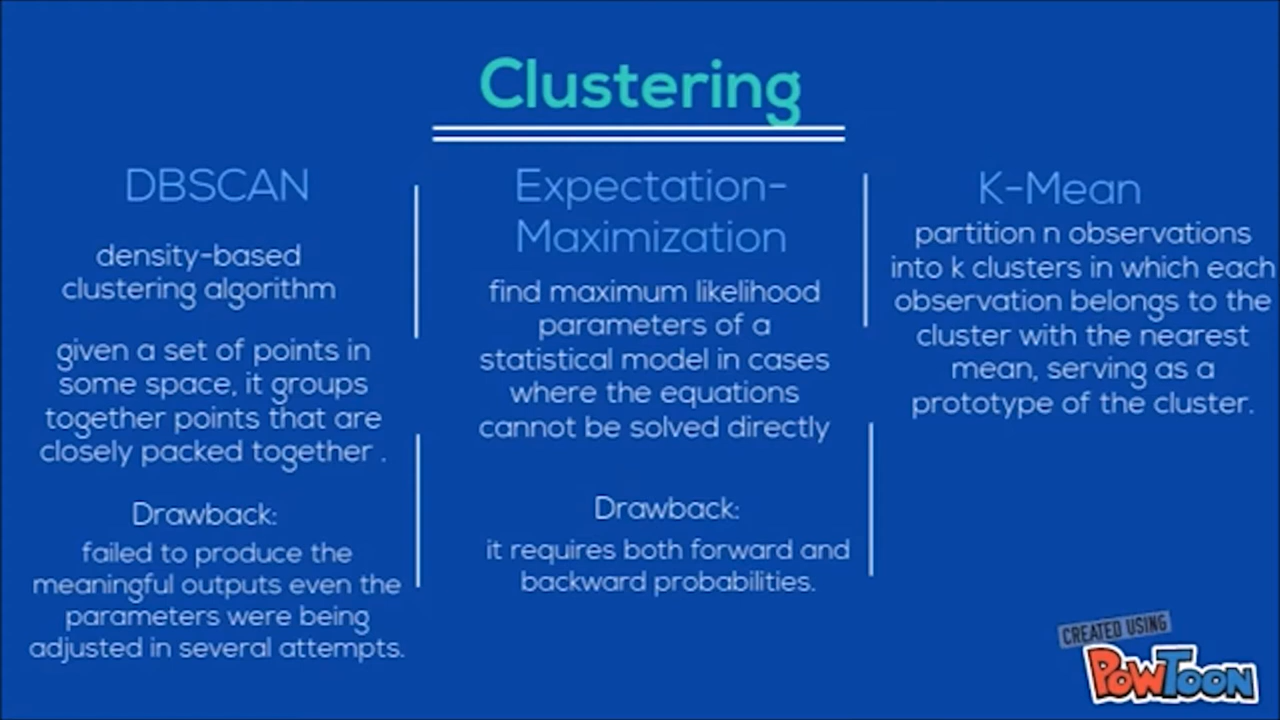 Clustering
DBSCAN
density-based
clustering algorithm
given a set of points in
some space, it groups
together points that are
closely packed together .
Drawback:
failed to produce the
meaningful outputs even the
parameters were being
adjusted in several attempts.
Expectation-
Maximization
find maximum likelihood
parameters of a
statistical model in cases
where the equations
cannot be solved directly
Drawback:
it requires both forward and
backward probabilities.
K-Mean
partition n observations
into k clusters in which each
observation belongs to the
cluster with the nearest
mean, serving as a
prototype of the cluster.
CREATED USING
POWTOON